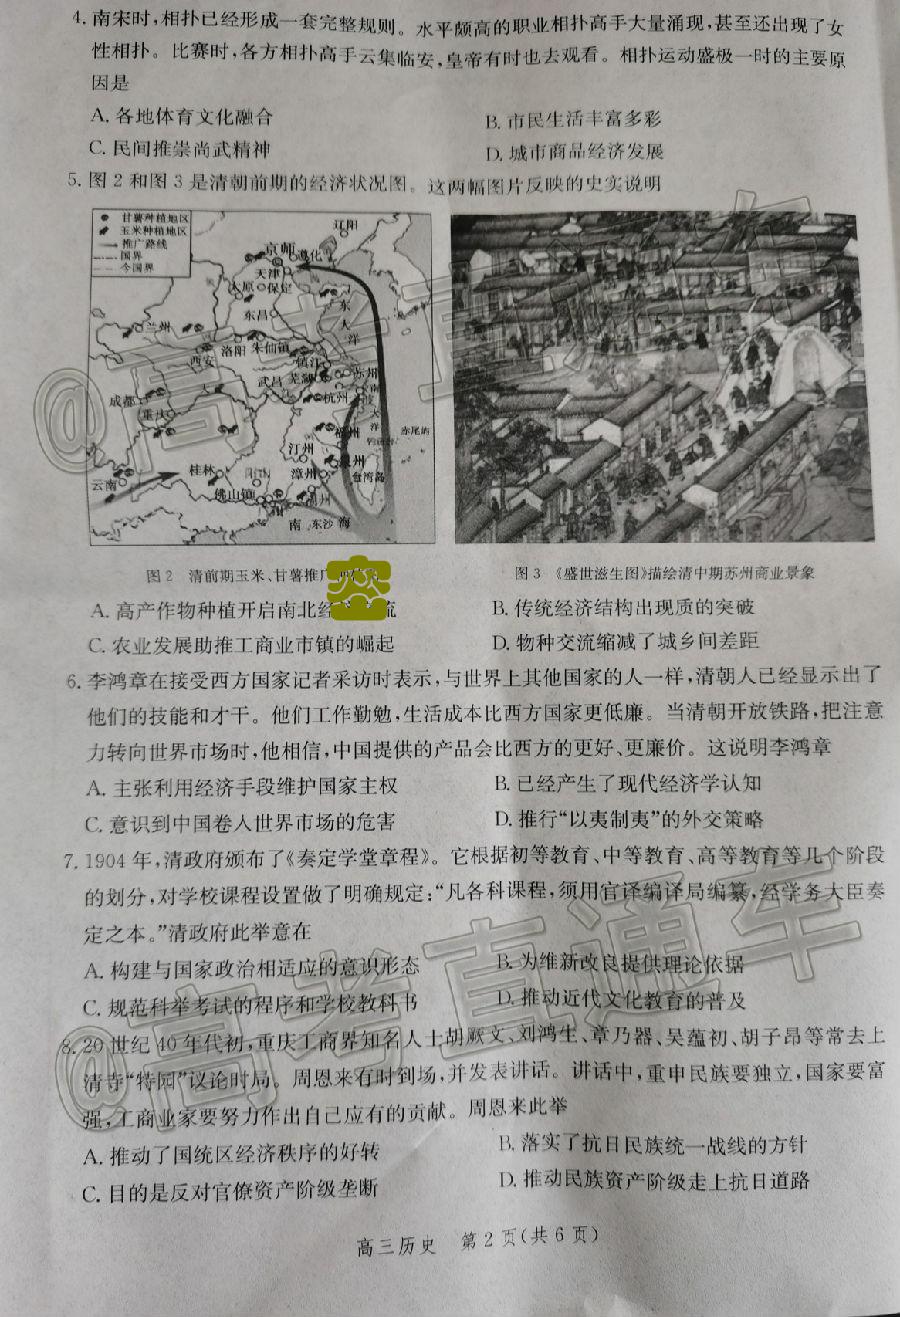 4. 南宋时，相扑已经形成一套完整规则。水平颇高的职业相扑高手大量涌现，甚至还出现了女
性相扑。比赛时，各方相扑高手云集临安，皇帝有时也去观看。相扑运动盛极一时的主要原
因是
A. 各地体育文化融合 B. 市民生活丰富多彩
C. 民间推崇尚武精神 D. 城市商品经济发展
5. 图2和图3是清朝前期的经济状况图。这两幅图片反映的史实说明
甘薯种植地区
玉米种植地区
推广路线
国界
今国界
辽阳
京师
遵化
天津
太原 保定
东昌
兰州
西安 洛阳 朱仙镇
镇江
苏州
武昌 芜湖
杭州
成都
重庆
东
大
洋
赤尾屿
福州
汀州
泉州
漳州
台湾岛
桂林
云南
佛山镇
南 东沙 海
图2 清前期玉米、甘薯推广
图3 《盛世滋生图》描绘清中期苏州商业景象
A. 高产作物种植开启南北经 流 B. 传统经济结构出现质的突破
C. 农业发展助推工商业市镇的崛起 D. 物种交流缩减了城乡间差距
6. 李鸿章在接受西方国家记者采访时表示，与世界上其他国家的人一样，清朝人已经显示出了
他们的技能和才干。他们工作勤勉，生活成本比西方国家更低廉。当清朝开放铁路，把注意
力转向世界市场时，他相信，中国提供的产品会比西方的更好、更廉价。这说明李鸿章
A. 主张利用经济手段维护国家主权 B. 已经产生了现代经济学认知
C. 意识到中国卷入世界市场的危害 D. 推行“以夷制夷”的外交策略
7. 1904年，清政府颁布了《奏定学堂章程》。它根据初等教育、中等教育、高等教育等几个阶段
的划分，对学校课程设置做了明确规定：“凡各科课程，须用官译编译局编纂，经学务大臣奏
定之本。”清政府此举意在
A. 构建与国家政治相适应的意识形态 B. 为维新改良提供理论依据
C. 规范科举考试的程序和学校教科书 D. 推动近代文化教育的普及
8. 20世纪40年代初，重庆工商界知名人士胡厥文、刘鸿生、章乃器、吴蕴初、胡子昂等常去上
清寺“特园”议论时局。周恩来有时到场，并发表讲话。讲话中，重申民族要独立，国家要富
强，工商业家要努力作出自己应有的贡献。周恩来此举
A. 推动了国统区经济秩序的好转 B. 落实了抗日民族统一战线的方针
C. 目的是反对官僚资产阶级垄断 D. 推动民族资产阶级走上抗日道路
高三历史 第2页(共6页)
@高考直通车
@高考直通车